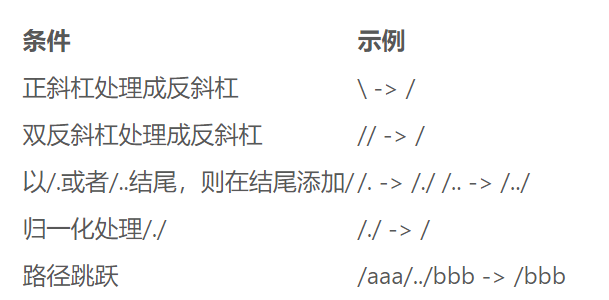 条件 示例
正斜杠处理成反斜杠 \ -> /
双反斜杠处理成反斜杠 // -> /
以/.或者/..结尾，则在结尾添加/ /. -> /./ /.. -> /../
归一化处理/./ /./ -> /
路径跳跃 /aaa/../bbb -> /bbb